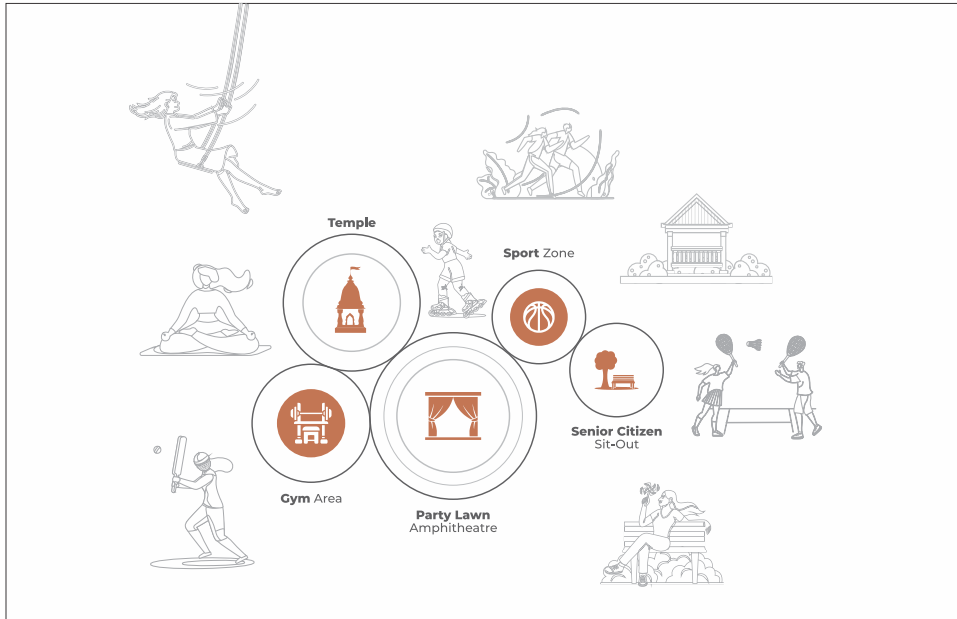 Temple
Sport Zone
Senior Citizen
Sit-Out
Gym Area
Party Lawn
Amphitheatre